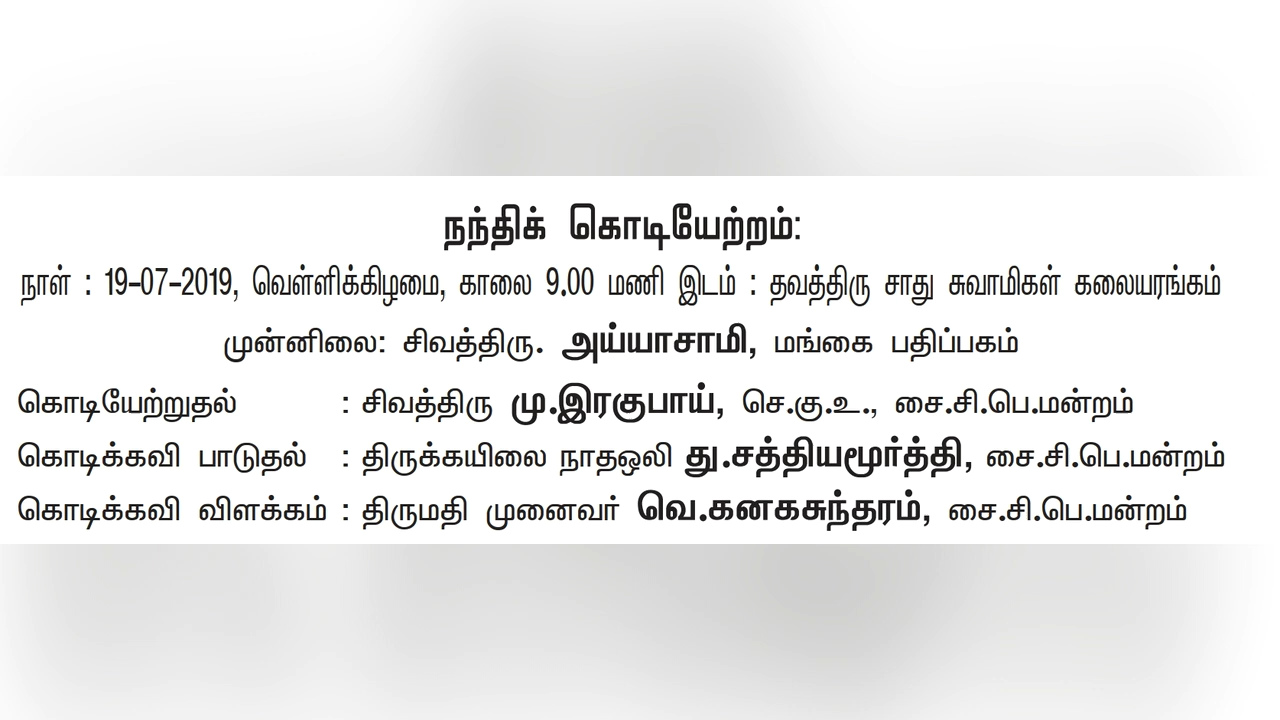 நந்திக் கொடியேற்றம்:
நாள் : 19-07-2019, வெள்ளிக்கிழமை, காலை 9.00 மணி இடம் : தவத்திரு சாது சுவாமிகள் கலையரங்கம்
முன்னிலை: சிவத்திரு. அய்யாசாமி, மங்கை பதிப்பகம்
கொடியேற்றுதல் : சிவத்திரு மு.இரகுபாய், செ.கு.உ., சை.சி.பெ.மன்றம்
கொடிக்கவி பாடுதல் : திருக்கயிலை நாதஒலி து.சத்தியமூர்த்தி, சை.சி.பெ.மன்றம்
கொடிக்கவி விளக்கம் : திருமதி முனைவர் வெ.கனகசுந்தரம், சை.சி.பெ.மன்றம்